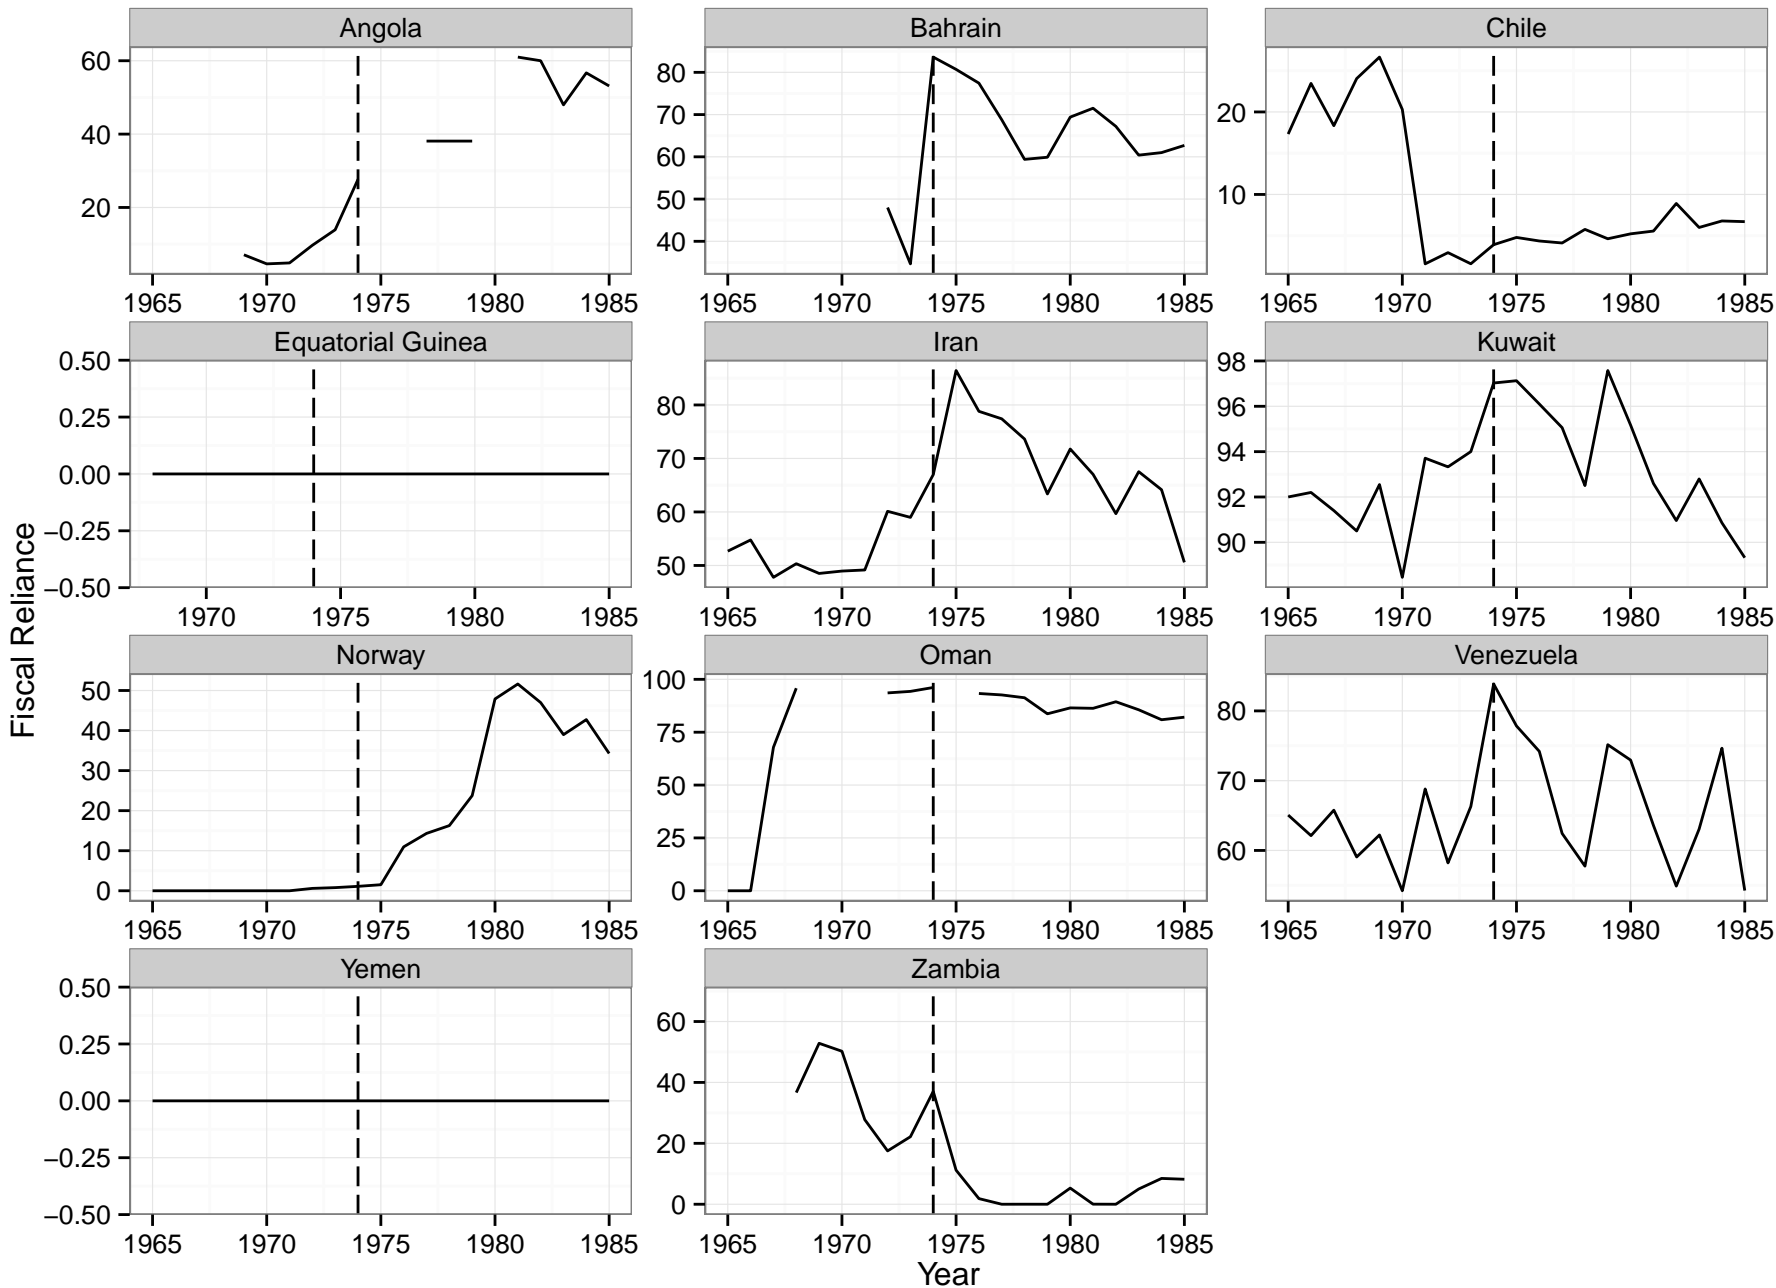 Angola
Bahrain
Chile
60
40
20
80
70
60
50
40
20
10
1965 1970 1975 1980 1985
1965 1970 1975 1980 1985
1965 1970 1975 1980 1985
Equatorial Guinea
Iran
Kuwait
0.50
0.25
0.00
−0.25
−0.50
80
70
60
50
98
96
94
92
90
1970 1975 1980 1985
1965 1970 1975 1980 1985
1965 1970 1975 1980 1985
Fiscal Reliance
Norway
Oman
Venezuela
50
40
30
20
10
0
100
75
50
25
0
80
70
60
1965 1970 1975 1980 1985
1965 1970 1975 1980 1985
1965 1970 1975 1980 1985
Yemen
Zambia
0.50
0.25
0.00
−0.25
−0.50
60
40
20
0
1965 1970 1975 1980 1985
1965 1970 1975 1980 1985
Year